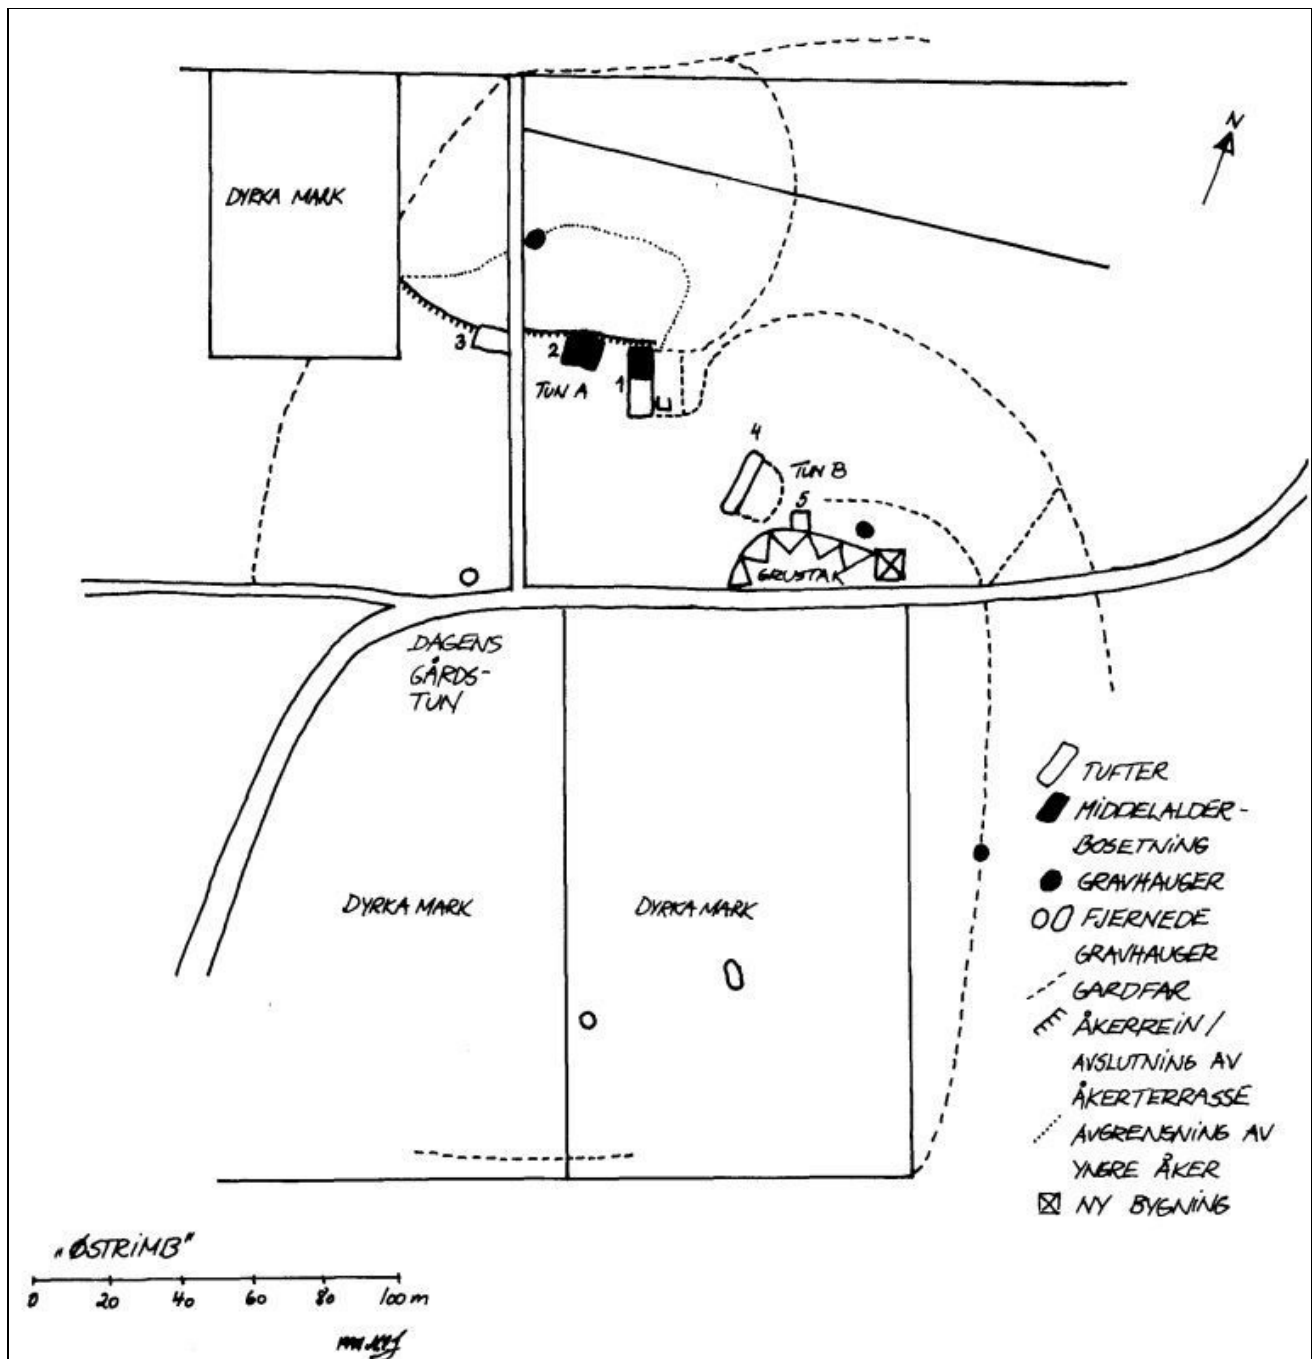 N
DYRKA MARK
3
2
1
TUN A
4
TUN B
5
GRUSTAK
DAGENS
GÅRDS-
TUN
DYRKA MARK
DYRKA MARK
TUFTER
MIDDELALDER-
BOSETNING
GRAVHAUGER
FJERNEDE
GRAVHAUGER
GARDFAR
ÅKERREIN /
AVSLUTNING AV
ÅKERTERRASSE
AVGRENSNING AV
YNGRE ÅKER
NY BYGNING
"ØSTRIMB"
0 20 40 60 80 100 m